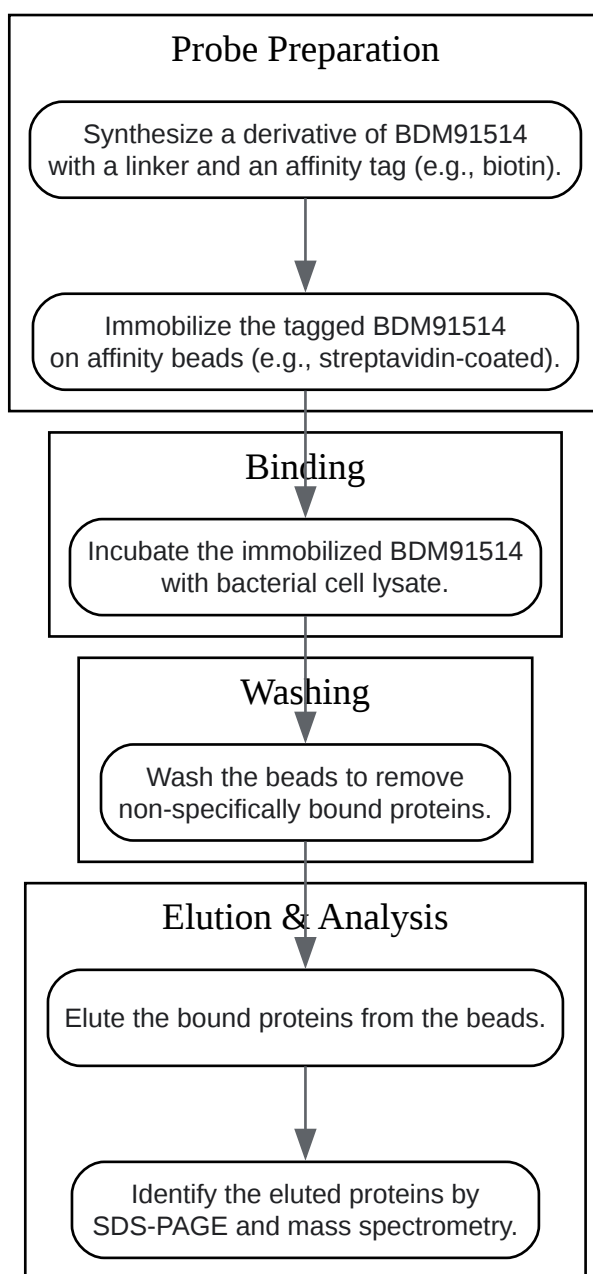 Probe Preparation
Synthesize a derivative of BDM91514
with a linker and an affinity tag (e.g., biotin).
Immobilize the tagged BDM91514
on affinity beads (e.g., streptavidin-coated).
Binding
Incubate the immobilized BDM91514
with bacterial cell lysate.
Washing
Wash the beads to remove
non-specifically bound proteins.
Elution & Analysis
Elute the bound proteins from the beads.
Identify the eluted proteins by
SDS-PAGE and mass spectrometry.